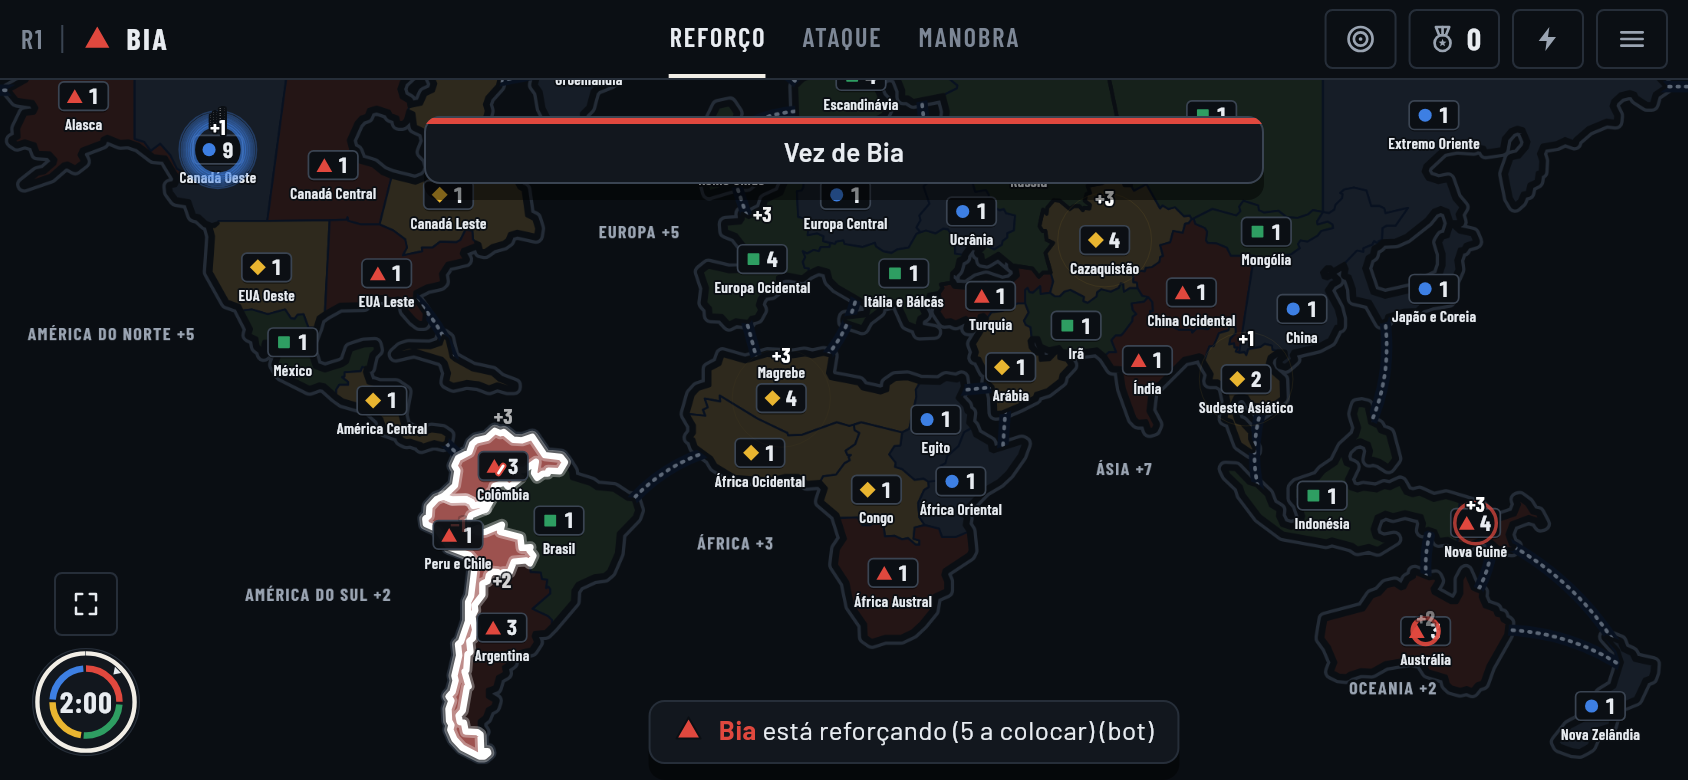 R1 BIA REFORÇO ATAQUE MANOBRA 0
Groenlândia
4
Escandinávia
1
Alasca
+1
9
Canadá Oeste
1
Canadá Central
Vez de Bia
1
1
Extremo Oriente
Rússia
1
Canadá Leste
EUROPA +5
+3
4
Europa Ocidental
1
Europa Central
1
Ucrânia
+3
4
Cazaquistão
1
Mongólia
1
EUA Oeste
1
EUA Leste
1
Itália e Bálcãs
1
Turquia
1
Irã
1
China Ocidental
1
China
1
Japão e Coreia
AMÉRICA DO NORTE +5
1
México
+3
Magrebe
4
1
Arábia
1
Índia
+1
2
Sudeste Asiático
1
América Central
+3
3
Colômbia
1
África Ocidental
1
Egito
ÁSIA +7
1
Peru e Chile
1
Brasil
1
Congo
1
África Oriental
1
Indonésia
+3
4
Nova Guiné
ÁFRICA +3
AMÉRICA DO SUL +2
+2
3
Argentina
1
África Austral
+2
3
Austrália
OCEANIA +2
1
Nova Zelândia
2:00
Bia está reforçando (5 a colocar) (bot)